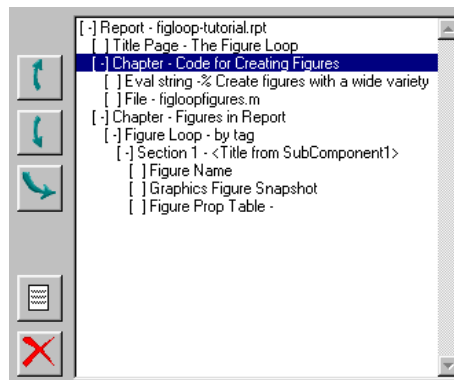 [-] Report - figloop-tutorial.rpt
[ ] Title Page - The Figure Loop
[-] Chapter - Code for Creating Figures
[ ] Eval string -% Create figures with a wide variety
[ ] File - figloopfigures.m
[-] Chapter - Figures in Report
[-] Figure Loop - by tag
[-] Section 1 - <Title from SubComponent1>
[ ] Figure Name
[ ] Graphics Figure Snapshot
[ ] Figure Prop Table -